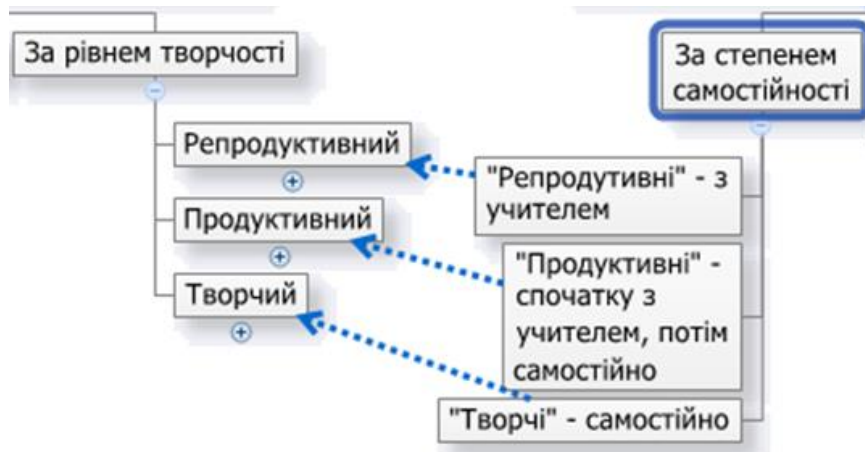 За рівнем творчості
Репродуктивний
Продуктивний
Творчий
За степенем
самостійності
"Репродутивні" - з
учителем
"Продуктивні" -
спочатку з
учителем, потім
самостійно
"Творчі" - самостійно